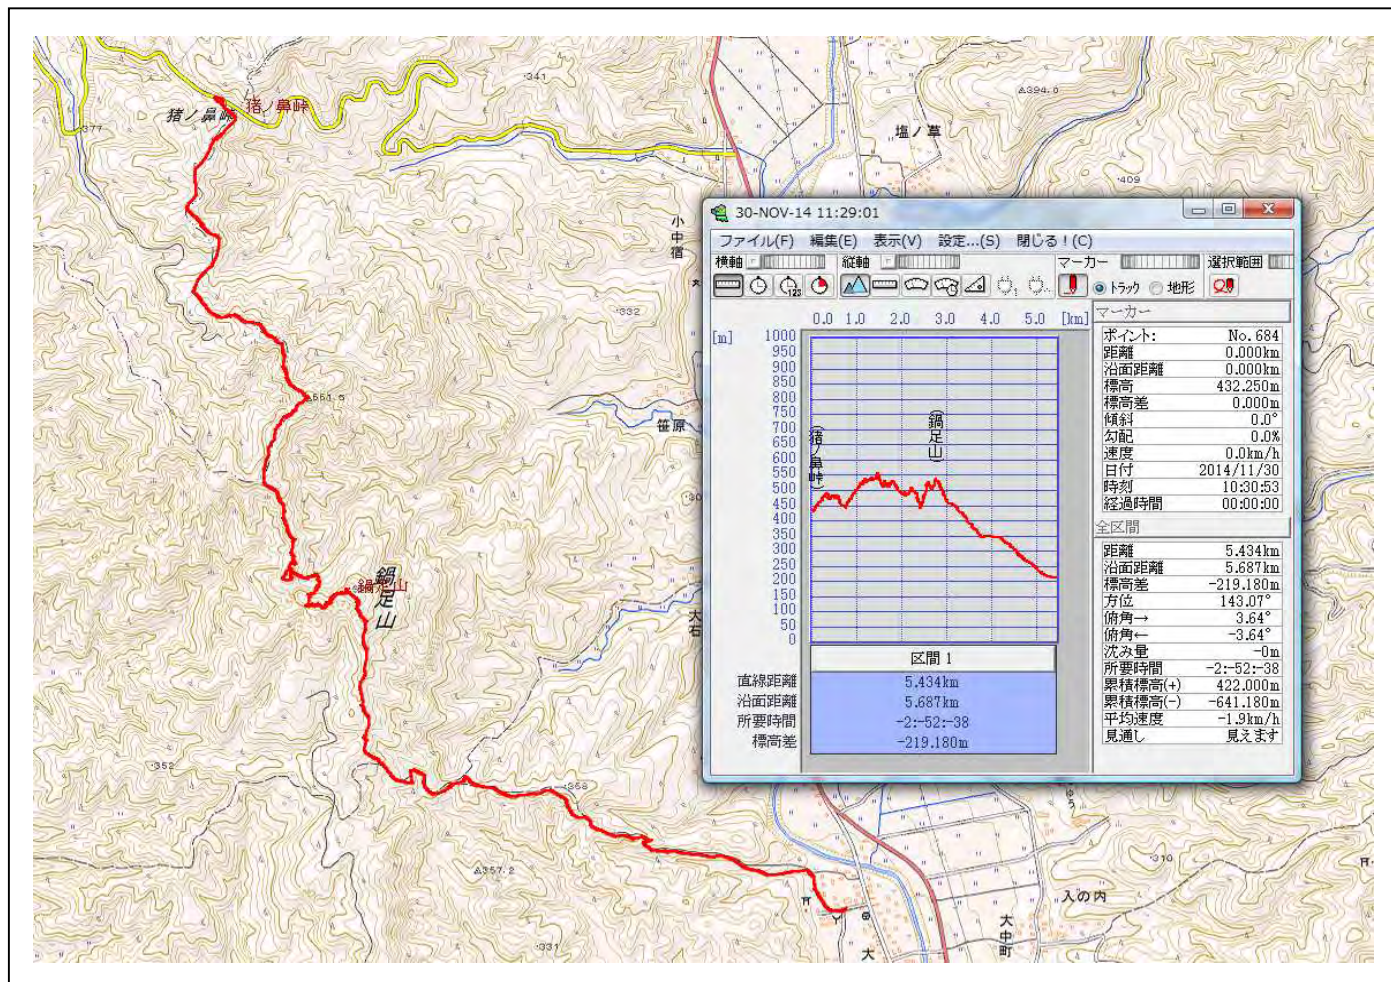 ・341
△394.0
猪ノ鼻峠
猪ノ鼻峠
・377
塩ノ草
・409
小中宿
・332
△551.6
笹原
鍋足山
鍋足山
大石
・352
・358
△357.2
・331
・310
入の内
大中町
大
30-NOV-14 11:29:01
ファイル(F) 編集(E) 表示(V) 設定...(S) 閉じる！(C)
横軸 縦軸 マーカー 選択範囲
123 トラック 地形
0.0 1.0 2.0 3.0 4.0 5.0 [km]
[m]
1000
950
900
850
800
750
700
650
600
550
500
450
400
350
300
250
200
150
100
50
0
(猪ノ鼻峠)
(鍋足山)
区間 1
直線距離 5.434km
沿面距離 5.687km
所要時間 -2:-52:-38
標高差 -219.180m
マーカー
ポイント: No.684
距離 0.000km
沿面距離 0.000km
標高 432.250m
標高差 0.000m
傾斜 0.0°
勾配 0.0%
速度 0.0km/h
日付 2014/11/30
時刻 10:30:53
経過時間 00:00:00
全区間
距離 5.434km
沿面距離 5.687km
標高差 -219.180m
方位 143.07°
俯角→ 3.64°
俯角← -3.64°
沈み量 -0m
所要時間 -2:-52:-38
累積標高(+) 422.000m
累積標高(-) -641.180m
平均速度 -1.9km/h
見通し 見えます